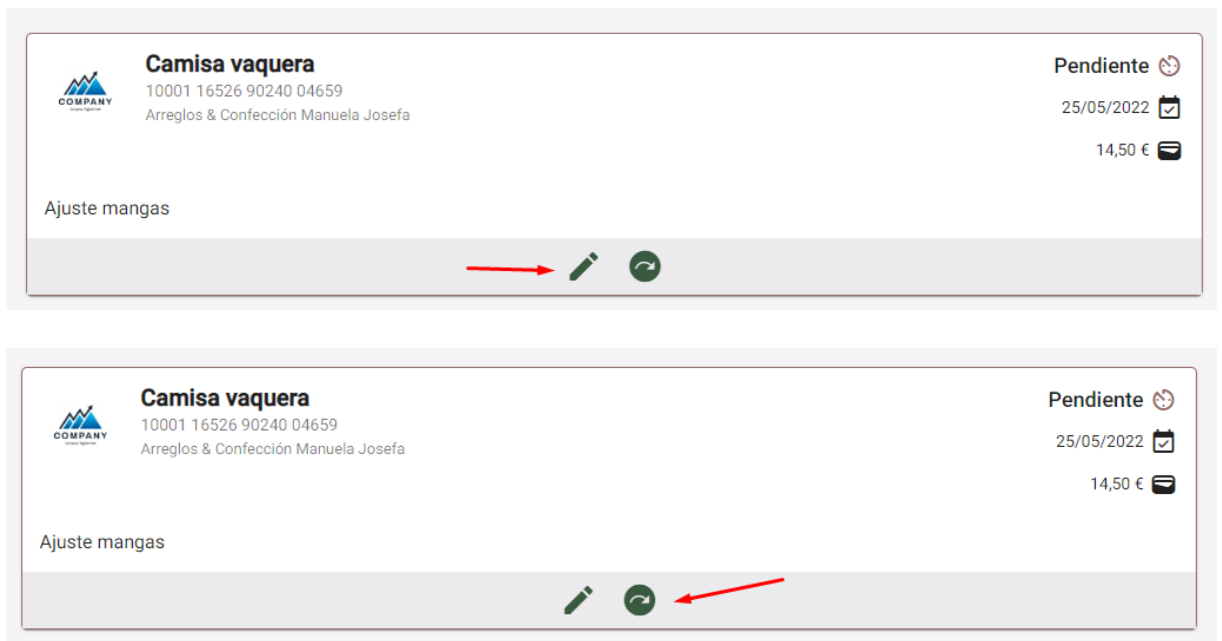 Camisa vaquera
10001 16526 90240 04659
Arreglos & Confección Manuela Josefa
Pendiente
25/05/2022
14,50 €
COMPANY
Ajuste mangas
Camisa vaquera
10001 16526 90240 04659
Arreglos & Confección Manuela Josefa
Pendiente
25/05/2022
14,50 €
COMPANY
Ajuste mangas